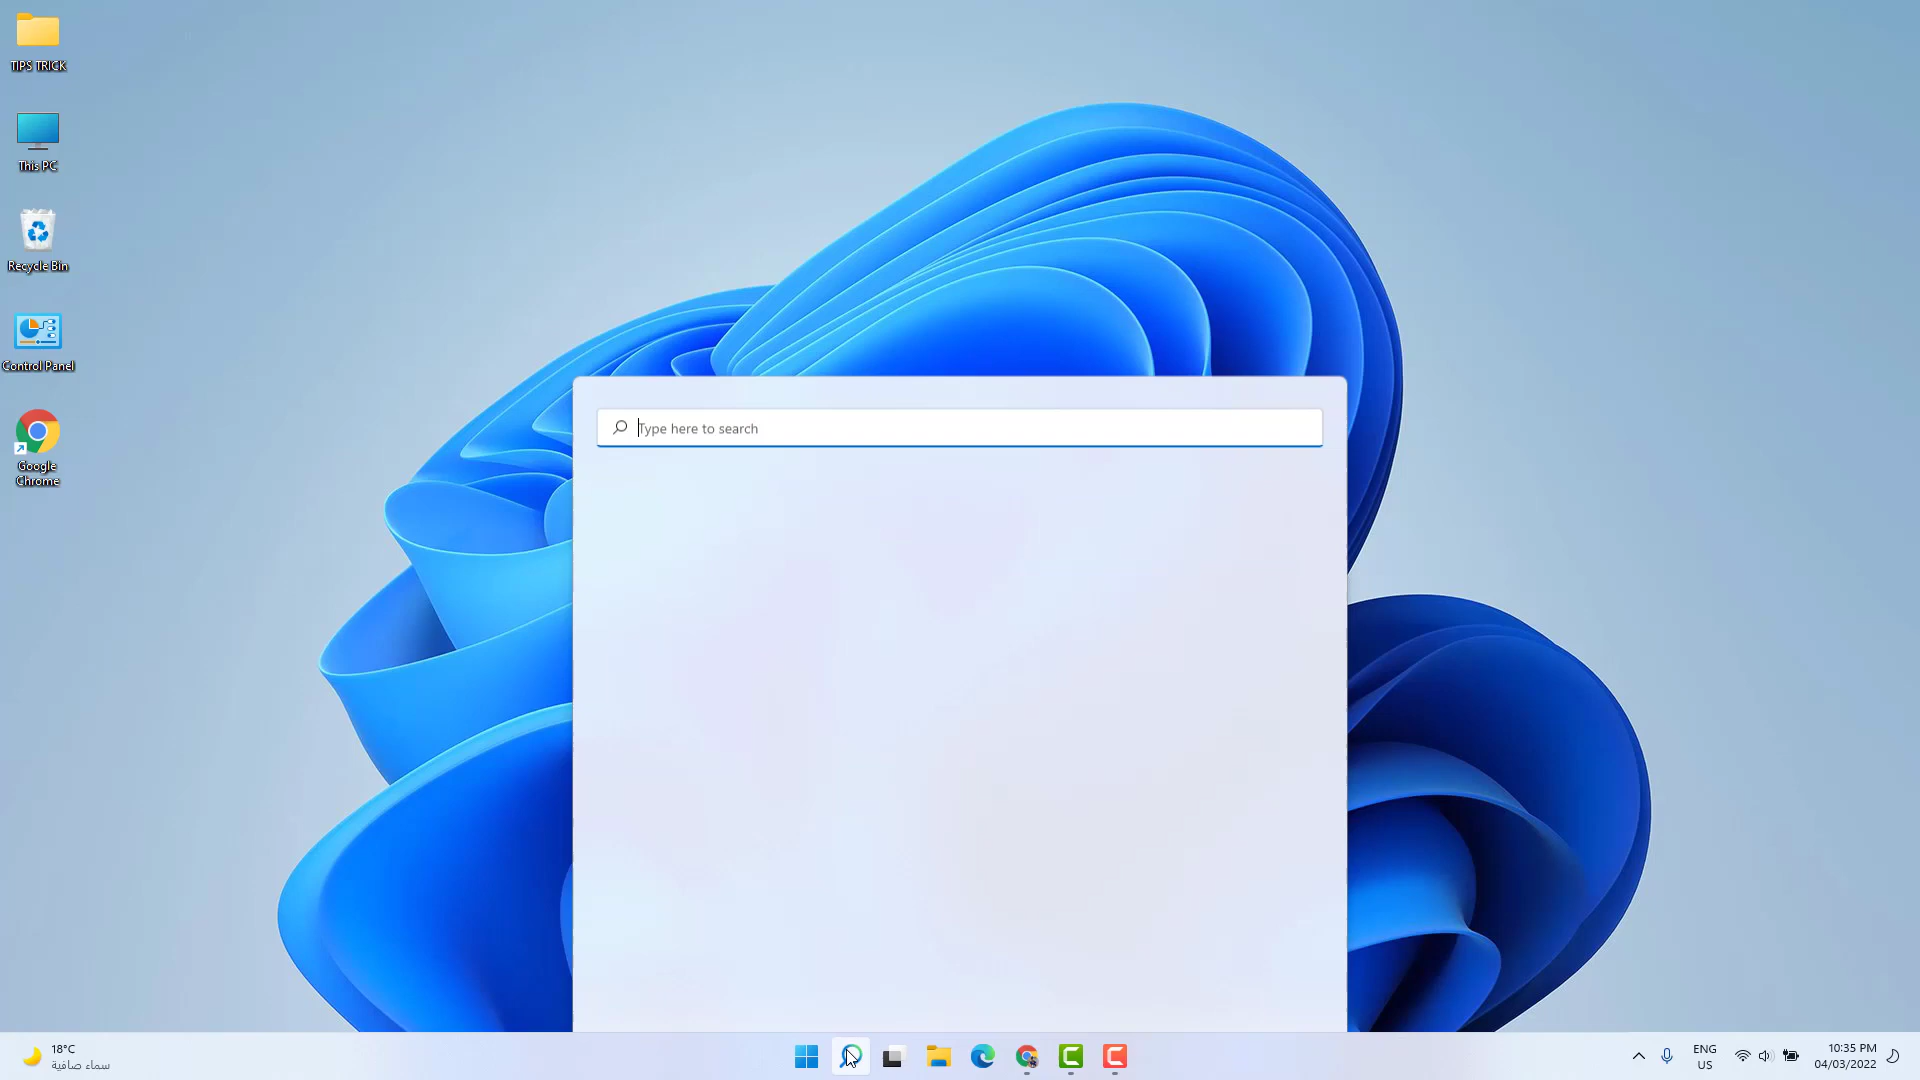 TIPS TRICK
This PC
Recycle Bin
Control Panel
Google
Chrome
Type here to search
18°C
سماء صافية
ENG
US
10:35 PM
04/03/2022